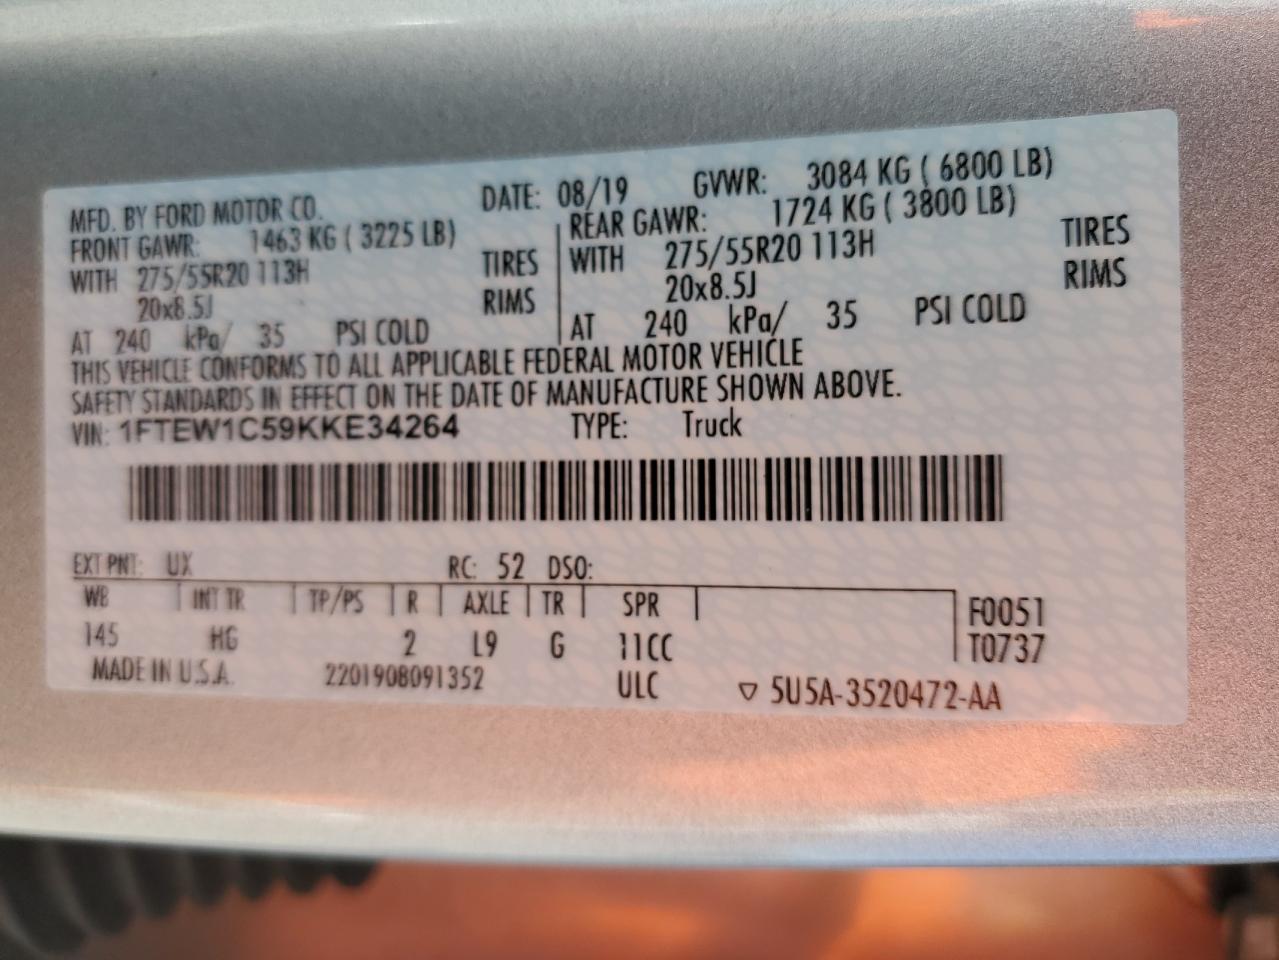 MFD. BY FORD MOTOR CO. DATE: 08/19 GVWR: 3084 KG ( 6800 LB)
FRONT GAWR: 1463 KG ( 3225 LB) REAR GAWR: 1724 KG ( 3800 LB)
WITH 275/55R20 113H TIRES WITH 275/55R20 113H TIRES
20x8.5J RIMS 20x8.5J RIMS
AT 240 kPa/ 35 PSI COLD AT 240 kPa/ 35 PSI COLD
THIS VEHICLE CONFORMS TO ALL APPLICABLE FEDERAL MOTOR VEHICLE
SAFETY STANDARDS IN EFFECT ON THE DATE OF MANUFACTURE SHOWN ABOVE.
VIN: 1FTEW1C59KKE34264 TYPE: Truck
EXT PNT: UX RC: 52 DSO:
WB INT TR TP/PS R AXLE TR SPR F0051
145 HG 2 L9 G 11CC T0737
MADE IN U.S.A. 2201908091352 ULC ▽ 5U5A-3520472-AA